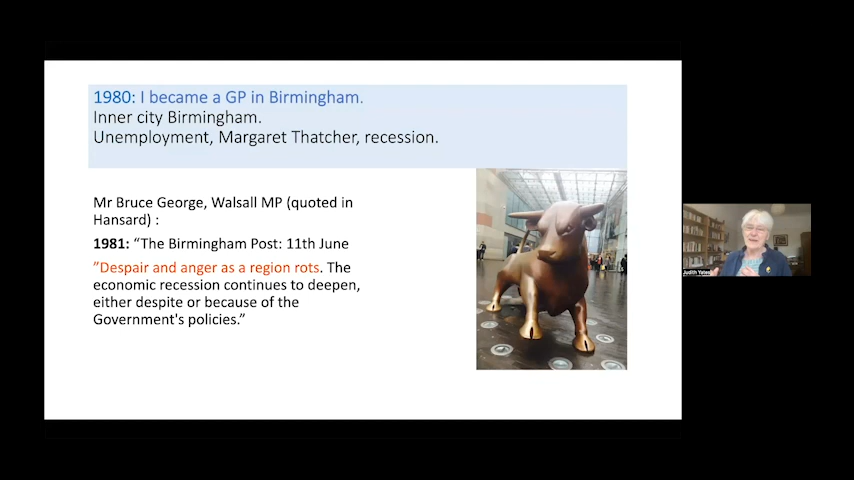 1980: I became a GP in Birmingham.
Inner city Birmingham.
Unemployment, Margaret Thatcher, recession.
Mr Bruce George, Walsall MP (quoted in
Hansard) :
1981: “The Birmingham Post: 11th June
”Despair and anger as a region rots. The
economic recession continues to deepen,
either despite or because of the
Government's policies.”
Judith Yates